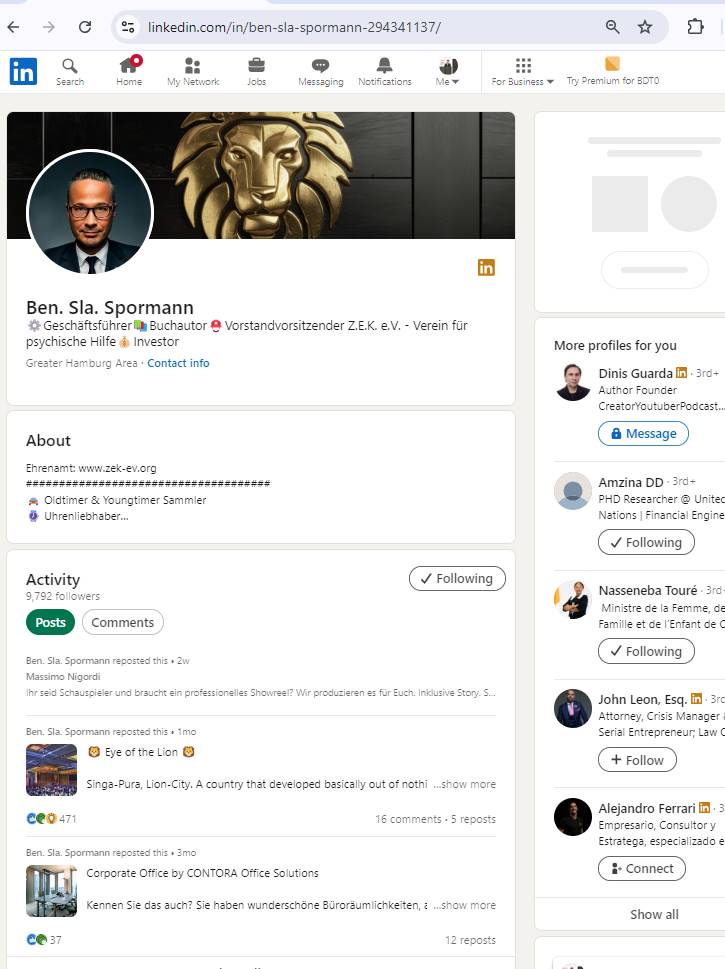 linkedin.com/in/ben-sla-spormann-294341137/
in
Search
Home
My Network
Jobs
Messaging
Notifications
Me
For Business
Try Premium for BDT0
in
Ben. Sla. Spormann
Geschäftsführer Buchautor Vorstandvorsitzender Z.E.K. e.V. - Verein für
psychische Hilfe Investor
Greater Hamburg Area · Contact info
About
Ehrenamt: www.zek-ev.org
#####################################
Oldtimer & Youngtimer Sammler
Uhrenliebhaber...
Activity
Following
9,792 followers
Posts
Comments
Ben. Sla. Spormann reposted this • 2w
Massimo Nigordi
Ihr seid Schauspieler und braucht ein professionelles Showreel? Wir produzieren es für Euch. Inklusive Story. S...
Ben. Sla. Spormann reposted this • 1mo
Eye of the Lion
Singa-Pura, Lion-City. A country that developed basically out of nothi ...show more
471
16 comments · 5 reposts
Ben. Sla. Spormann reposted this • 3mo
Corporate Office by CONTORA Office Solutions
Kennen Sie das auch? Sie haben wunderschöne Büroräumlichkeiten, a ...show more
37
12 reposts
More profiles for you
Dinis Guarda in · 3rd+
Author Founder
CreatorYoutuberPodcast...
Message
Amzina DD · 3rd+
PHD Researcher @ United
Nations | Financial Engine
Following
Nasseneba Touré · 3rd
Ministre de la Femme, de
Famille et de l'Enfant de C
Following
John Leon, Esq. in · 3rd
Attorney, Crisis Manager
Serial Entrepreneur; Law
Follow
Alejandro Ferrari in · 3
Empresario, Consultor y
Estratega, especializado e
Connect
Show all